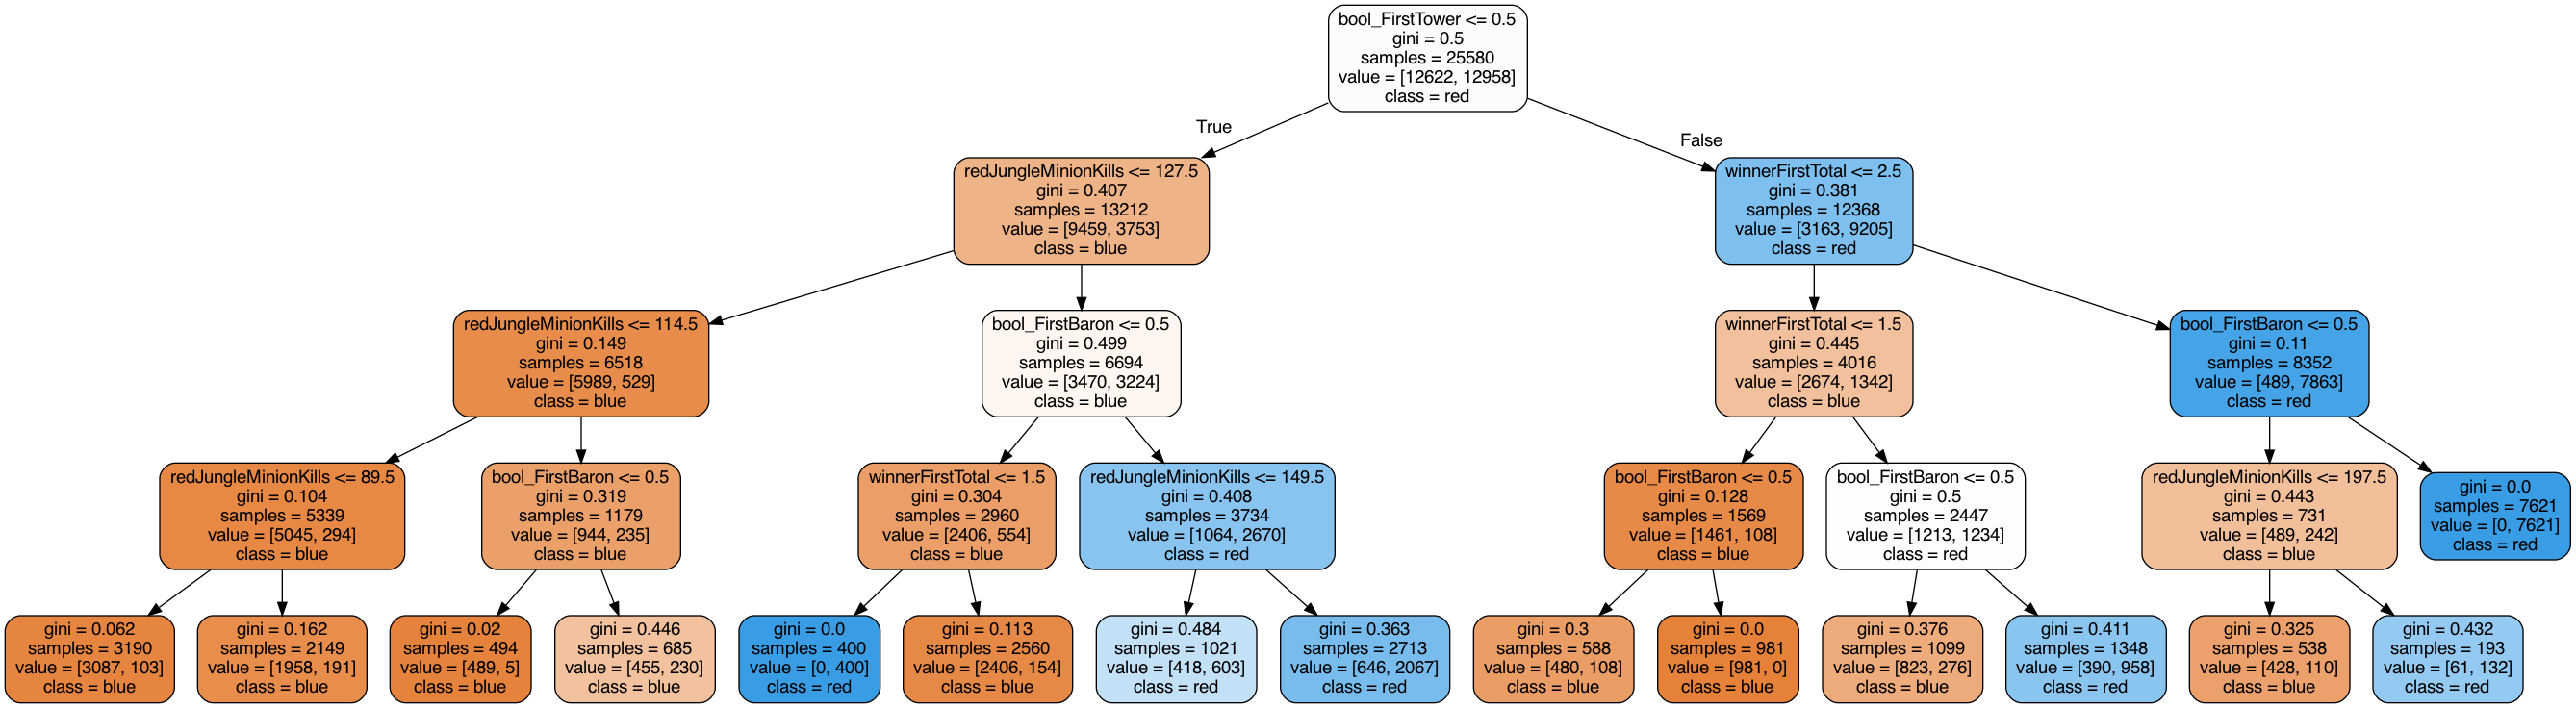 bool_FirstTower <= 0.5
gini = 0.5
samples = 25580
value = [12622, 12958]
class = red
True
False
redJungleMinionKills <= 127.5
gini = 0.407
samples = 13212
value = [9459, 3753]
class = blue
winnerFirstTotal <= 2.5
gini = 0.381
samples = 12368
value = [3163, 9205]
class = red
redJungleMinionKills <= 114.5
gini = 0.149
samples = 6518
value = [5989, 529]
class = blue
bool_FirstBaron <= 0.5
gini = 0.499
samples = 6694
value = [3470, 3224]
class = blue
winnerFirstTotal <= 1.5
gini = 0.445
samples = 4016
value = [2674, 1342]
class = blue
bool_FirstBaron <= 0.5
gini = 0.11
samples = 8352
value = [489, 7863]
class = red
redJungleMinionKills <= 89.5
gini = 0.104
samples = 5339
value = [5045, 294]
class = blue
bool_FirstBaron <= 0.5
gini = 0.319
samples = 1179
value = [944, 235]
class = blue
winnerFirstTotal <= 1.5
gini = 0.304
samples = 2960
value = [2406, 554]
class = blue
redJungleMinionKills <= 149.5
gini = 0.408
samples = 3734
value = [1064, 2670]
class = red
bool_FirstBaron <= 0.5
gini = 0.128
samples = 1569
value = [1461, 108]
class = blue
bool_FirstBaron <= 0.5
gini = 0.5
samples = 2447
value = [1213, 1234]
class = red
redJungleMinionKills <= 197.5
gini = 0.443
samples = 731
value = [489, 242]
class = blue
gini = 0.0
samples = 7621
value = [0, 7621]
class = red
gini = 0.062
samples = 3190
value = [3087, 103]
class = blue
gini = 0.162
samples = 2149
value = [1958, 191]
class = blue
gini = 0.02
samples = 494
value = [489, 5]
class = blue
gini = 0.446
samples = 685
value = [455, 230]
class = blue
gini = 0.0
samples = 400
value = [0, 400]
class = red
gini = 0.113
samples = 2560
value = [2406, 154]
class = blue
gini = 0.484
samples = 1021
value = [418, 603]
class = red
gini = 0.363
samples = 2713
value = [646, 2067]
class = red
gini = 0.3
samples = 588
value = [480, 108]
class = blue
gini = 0.0
samples = 981
value = [981, 0]
class = blue
gini = 0.376
samples = 1099
value = [823, 276]
class = blue
gini = 0.411
samples = 1348
value = [390, 958]
class = red
gini = 0.325
samples = 538
value = [428, 110]
class = blue
gini = 0.432
samples = 193
value = [61, 132]
class = red